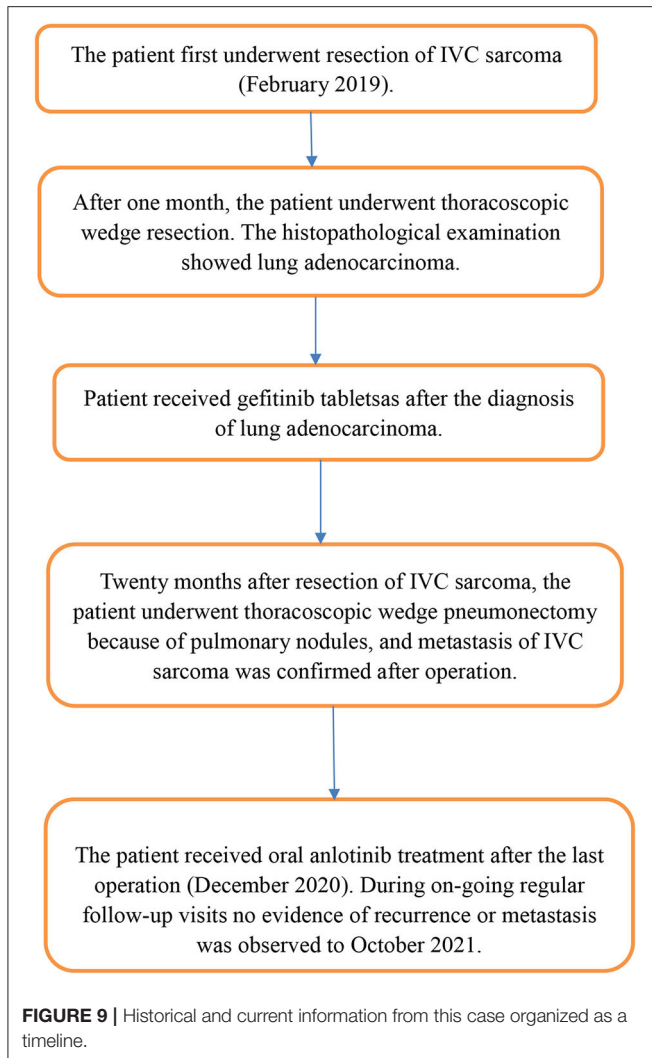 The patient first underwent resection of IVC sarcoma
(February 2019).
After one month, the patient underwent thoracoscopic
wedge resection. The histopathological examination
showed lung adenocarcinoma.
Patient received gefitinib tabletsas after the diagnosis
of lung adenocarcinoma.
Twenty months after resection of IVC sarcoma, the
patient underwent thoracoscopic wedge pneumonectomy
because of pulmonary nodules, and metastasis of IVC
sarcoma was confirmed after operation.
The patient received oral anlotinib treatment after the last
operation (December 2020). During on-going regular
follow-up visits no evidence of recurrence or metastasis
was observed to October 2021.
FIGURE 9 | Historical and current information from this case organized as a
timeline.